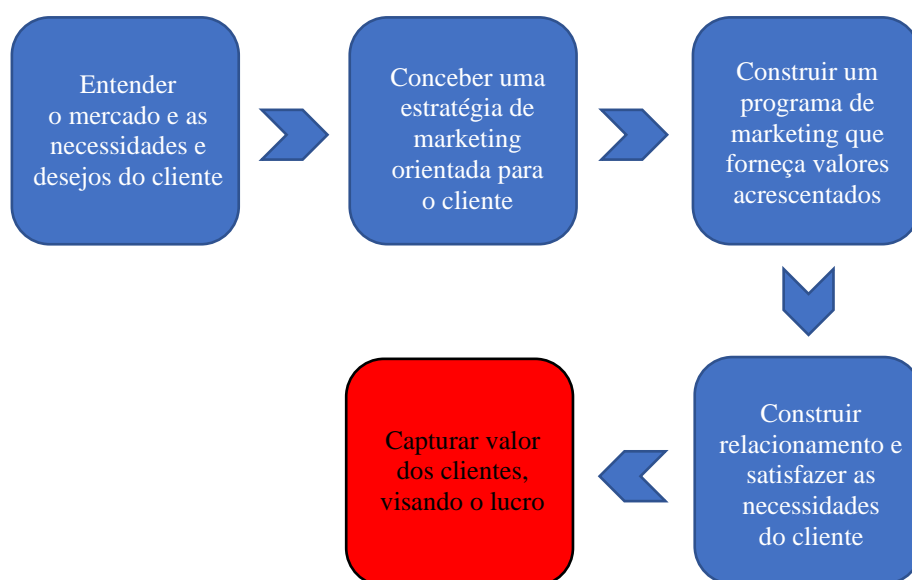 Entender
o mercado e as
necessidades e
desejos do cliente
Conceber uma
estratégia de
marketing
orientada para
o cliente
Construir um
programa de
marketing que
forneça valores
acrescentados
Capturar valor
dos clientes,
visando o lucro
Construir
relacionamento e
satisfazer as
necessidades
do cliente